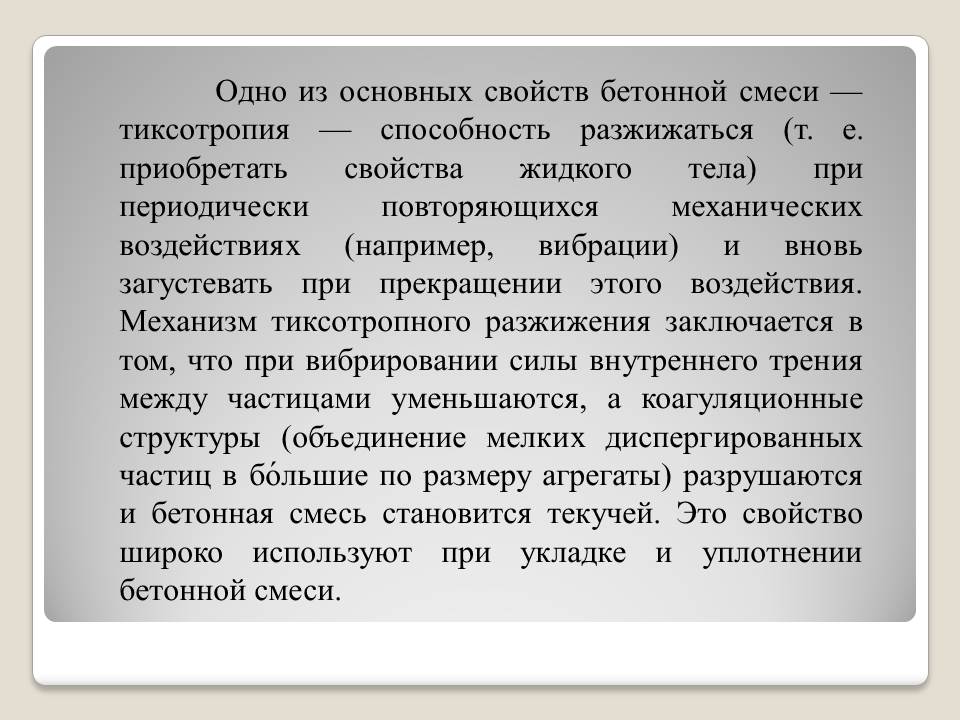 Одно из основных свойств бетонной смеси —
тиксотропия — способность разжижаться (т. е.
приобретать свойства жидкого тела) при
периодически повторяющихся механических
воздействиях (например, вибрации) и вновь
загустевать при прекращении этого воздействия.
Механизм тиксотропного разжижения заключается в
том, что при вибрировании силы внутреннего трения
между частицами уменьшаются, а коагуляционные
структуры (объединение мелких диспергированных
частиц в бо́льшие по размеру агрегаты) разрушаются
и бетонная смесь становится текучей. Это свойство
широко используют при укладке и уплотнении
бетонной смеси.